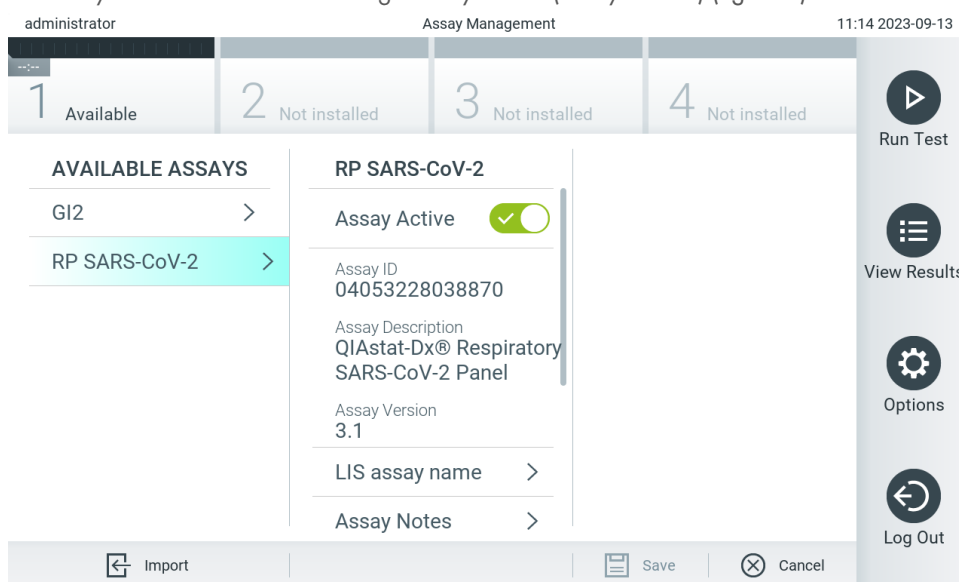 administrator Assay Management 11:14 2023-09-13
--:--
1 Available 2 Not installed 3 Not installed 4 Not installed
Run Test
AVAILABLE ASSAYS
GI2
RP SARS-CoV-2
RP SARS-CoV-2
Assay Active
Assay ID
04053228038870
Assay Description
QIAstat-Dx® Respiratory
SARS-CoV-2 Panel
Assay Version
3.1
LIS assay name
Assay Notes
View Results
Options
Log Out
Import Save Cancel